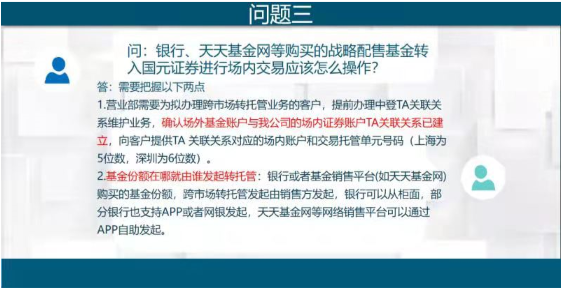 问题三
问：银行、天天基金网等购买的战略配售基金转
入国元证券进行场内交易应该怎么操作？
答：需要把握以下两点
1.营业部需要为拟办理跨市场转托管业务的客户，提前办理中登TA关联关
系维护业务，确认场外基金账户与我公司的场内证券账户TA关联关系已建
立，向客户提供TA 关联关系对应的场内账户和交易托管单元号码（上海为
5位数，深圳为6位数）。
2.基金份额在哪就由谁发起转托管：银行或者基金销售平台(如天天基金网)
购买的基金份额，跨市场转托管发起由销售方发起，银行可以从柜面，部
分银行也支持APP或者网银发起，天天基金网等网络销售平台可以通过
APP自助发起。